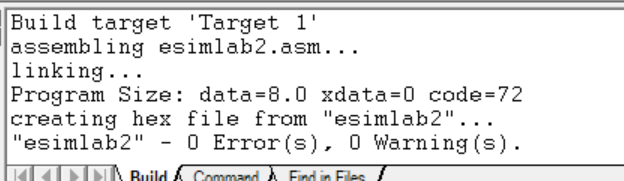 Build target 'Target 1'
assembling esimlab2.asm...
linking...
Program Size: data=8.0 xdata=0 code=72
creating hex file from "esimlab2"...
"esimlab2" - 0 Error(s), 0 Warning(s).
Build Command Find in Files